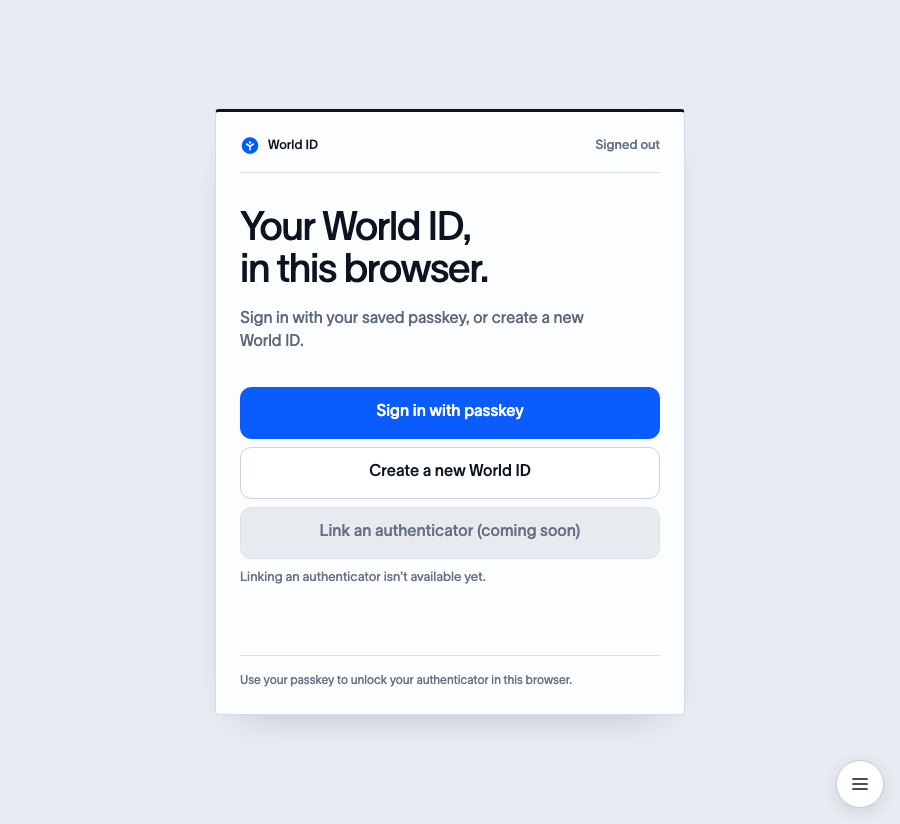 World ID
Signed out
Your World ID,
in this browser.
Sign in with your saved passkey, or create a new
World ID.
Sign in with passkey
Create a new World ID
Link an authenticator (coming soon)
Linking an authenticator isn't available yet.
Use your passkey to unlock your authenticator in this browser.